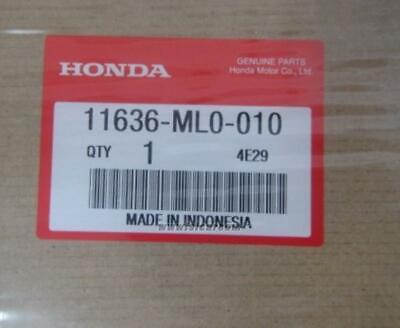 HONDA
GENUINE PARTS
Honda Motor Co., Ltd.
11636-ML0-010
QTY 1 4E29
MADE IN INDONESIA